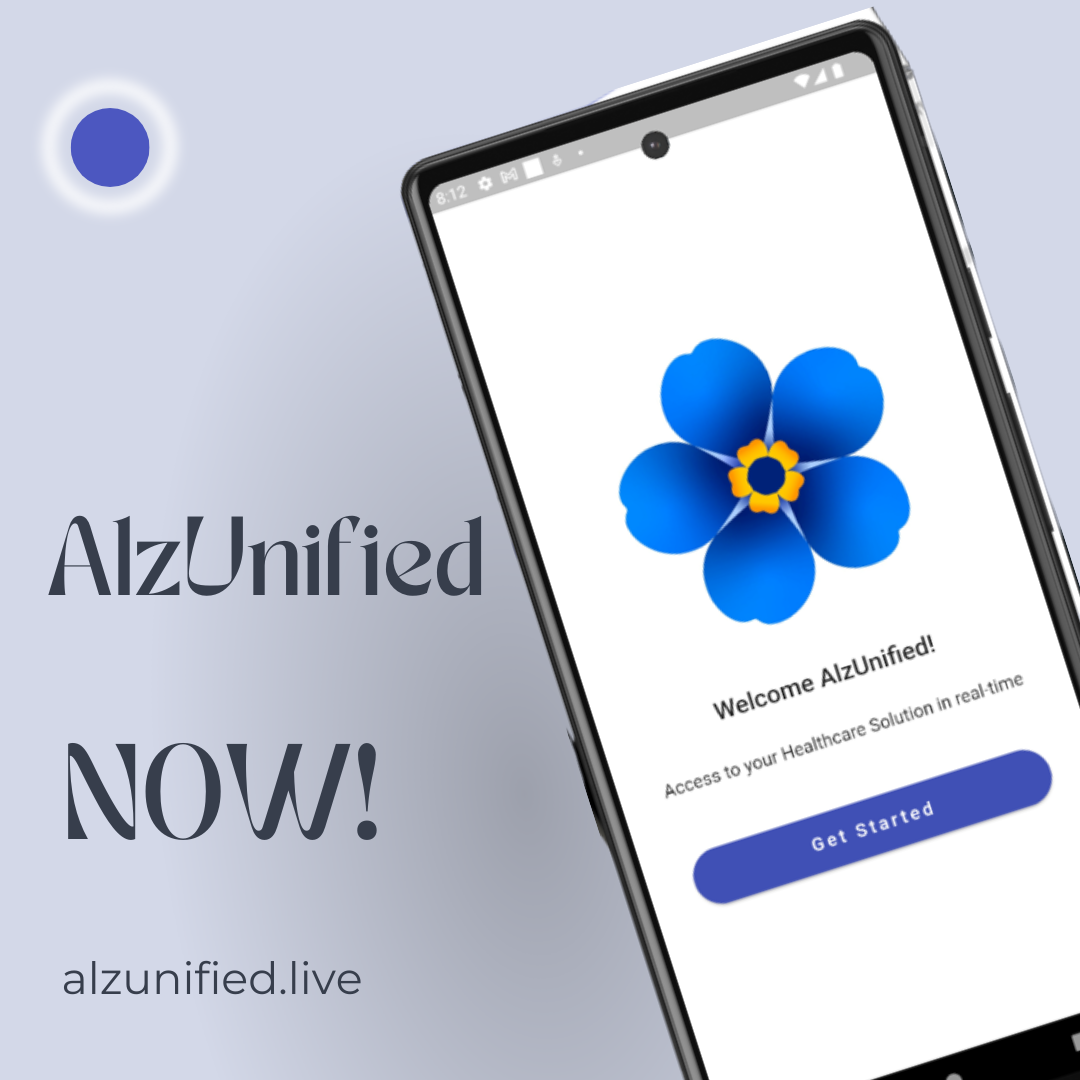 8:12
AlzUnified
Welcome AlzUnified!
Access to your Healthcare Solution in real-time
NOW!
Get Started
alzunified.live